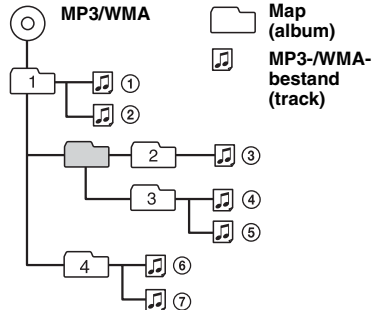 MP3/WMA
Map
(album)
MP3-/WMA-
bestand
(track)
1
①
②
2
③
3
④
⑤
4
⑥
⑦